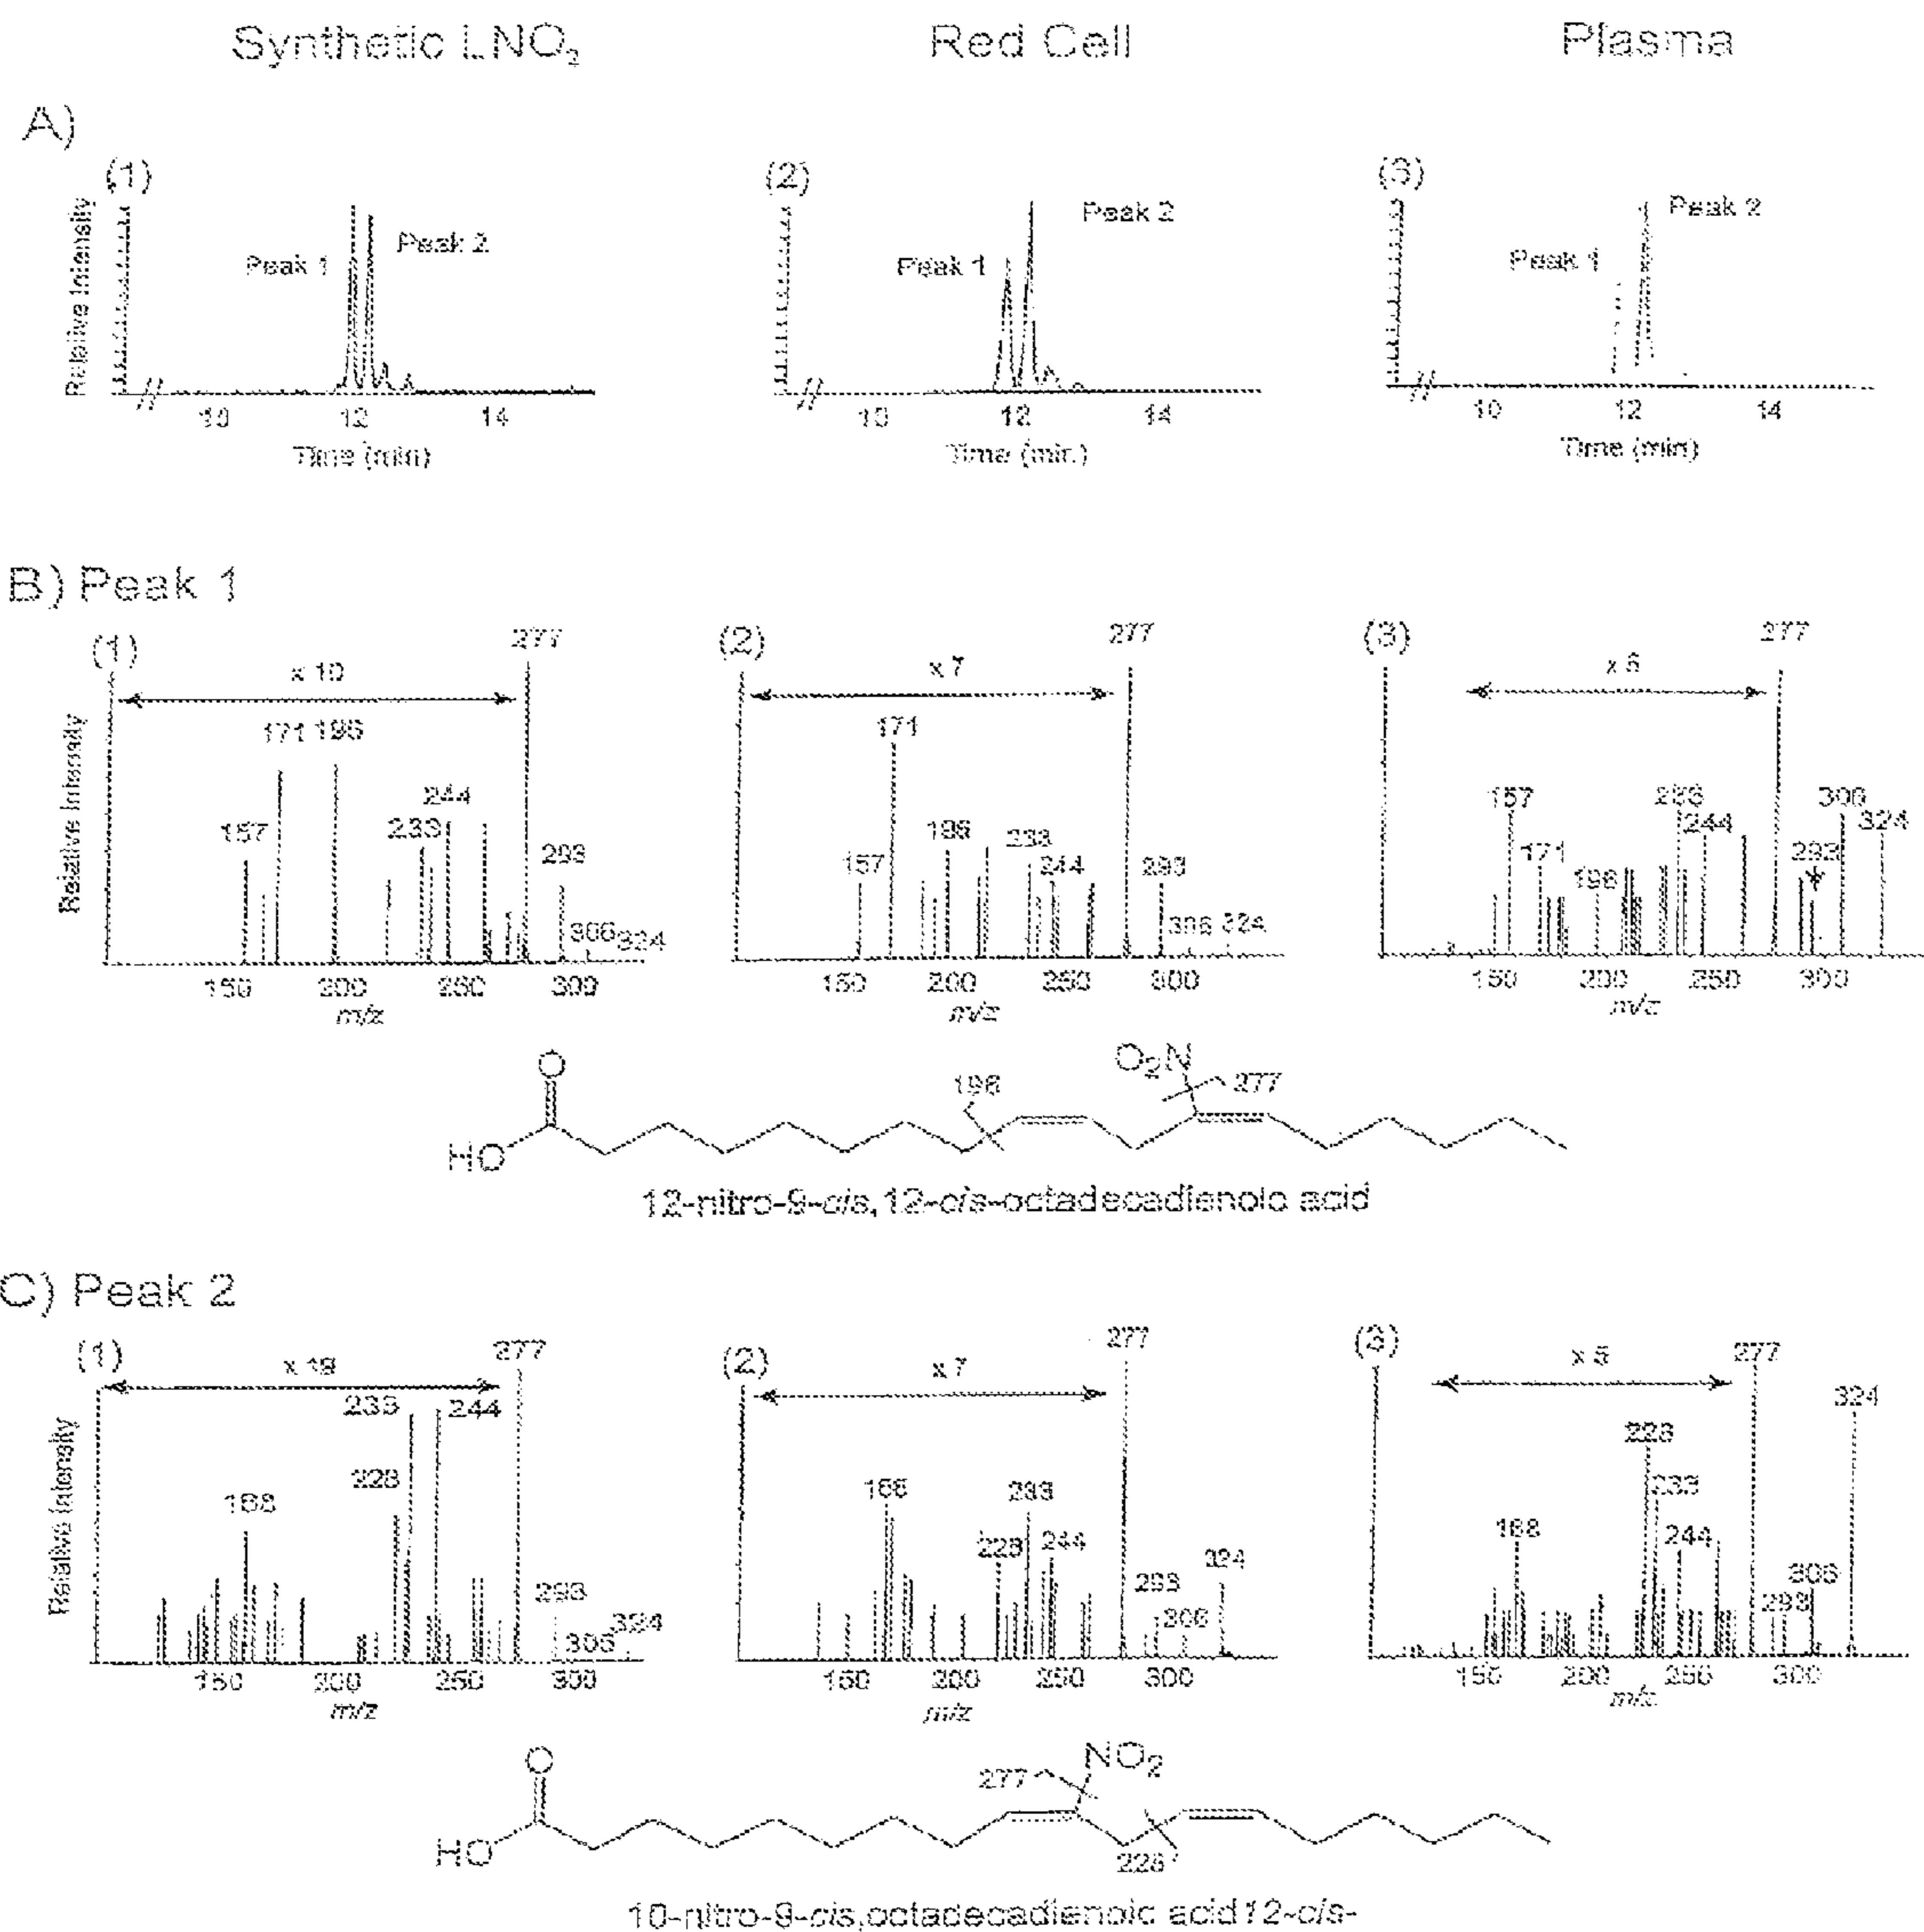 Synthetic LNO₂ Red Cell Plasma
A)
(1) (2) (3)
Relative Intensity
Peak 1 Peak 2 Peak 1 Peak 2 Peak 1 Peak 2
10 12 14 10 12 14 10 12 14
Time (min) Time (min.) Time (min)
B) Peak 1
(1) (2) (3)
277 277 277
x 10 x 7
Relative Intensity
171 196 244 233 157 293 306 324
171 196 157 233 244 293 306 324
157 171 196 233 244 293 306 324
150 200 250 300 150 200 250 300 150 200 250 300
m/z m/z m/z
O
HO
196
O₂N
277
12-nitro-9-cis,12-cis-octadecadienoic acid
C) Peak 2
(1) (2) (3)
277 277 277
x 7 x 5
Relative Intensity
233 244 228 168 293 306 324
168 233 228 244 293 306 324
168 228 233 244 293 306 324
150 200 250 300 150 200 250 300 150 200 250 300
m/z m/z m/z
O
HO
277
NO₂
228
10-nitro-9-cis,octadecadienoic acid12-cis-